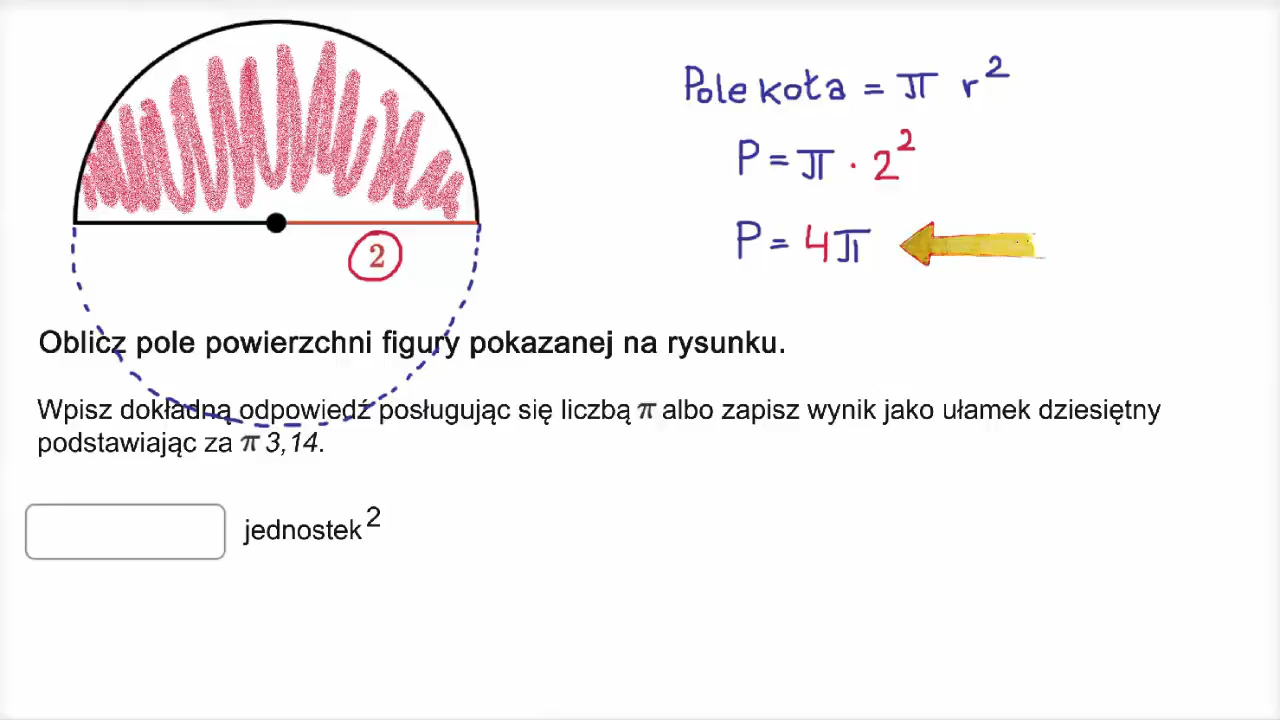 Pole koła = π r²
P = π · 2²
P = 4π
2
Oblicz pole powierzchni figury pokazanej na rysunku.
Wpisz dokładną odpowiedź posługując się liczbą π albo zapisz wynik jako ułamek dziesiętny
podstawiając za π 3,14.
jednostek²